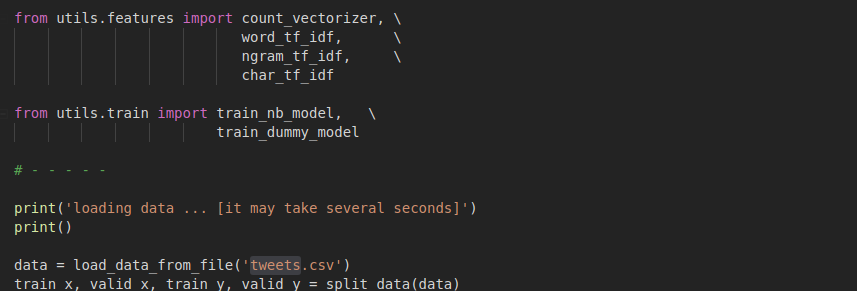 from utils.features import count_vectorizer, \
                           word_tf_idf,      \
                           ngram_tf_idf,     \
                           char_tf_idf
from utils.train import train_nb_model,   \
                        train_dummy_model
# - - - - -
print('loading data ... [it may take several seconds]')
print()
data = load_data_from_file('tweets.csv')
train_x, valid_x, train_y, valid_y = split_data(data)